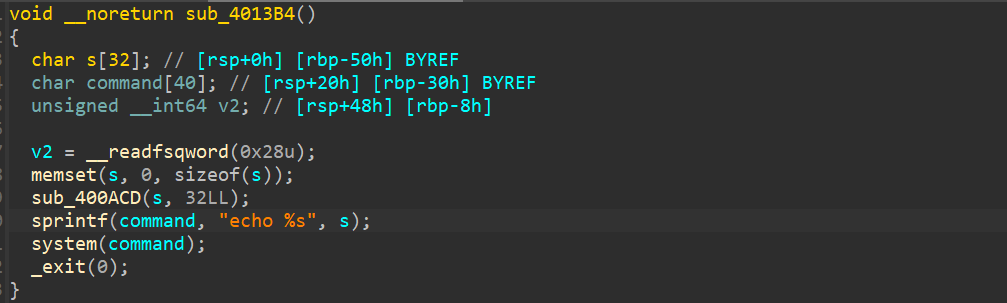 void __noreturn sub_4013B4()
{
char s[32]; // [rsp+0h] [rbp-50h] BYREF
char command[40]; // [rsp+20h] [rbp-30h] BYREF
unsigned __int64 v2; // [rsp+48h] [rbp-8h]
v2 = __readfsqword(0x28u);
memset(s, 0, sizeof(s));
sub_400ACD(s, 32LL);
sprintf(command, "echo %s", s);
system(command);
_exit(0);
}